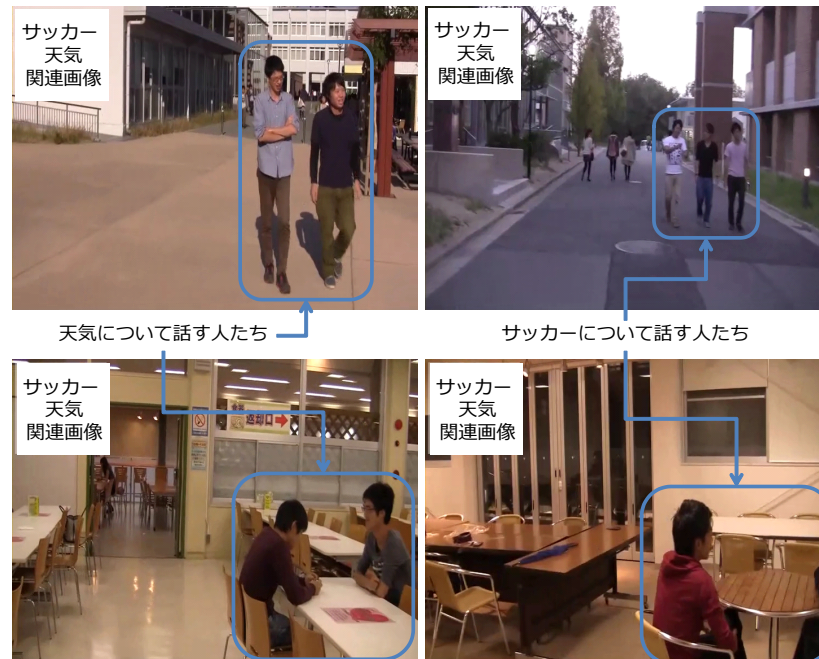 サッカー
天気
関連画像
サッカー
天気
関連画像
天気について話す人たち
サッカーについて話す人たち
サッカー
天気
関連画像
返却口→
サッカー
天気
関連画像